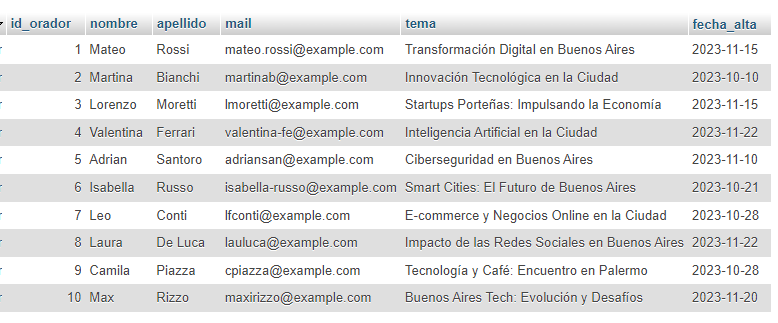 id_orador nombre apellido mail tema fecha_alta
1 Mateo Rossi mateo.rossi@example.com Transformación Digital en Buenos Aires 2023-11-15
2 Martina Bianchi martinab@example.com Innovación Tecnológica en la Ciudad 2023-10-10
3 Lorenzo Moretti lmoretti@example.com Startups Porteñas: Impulsando la Economía 2023-11-15
4 Valentina Ferrari valentina-fe@example.com Inteligencia Artificial en la Ciudad 2023-11-22
5 Adrian Santoro adriansan@example.com Ciberseguridad en Buenos Aires 2023-11-10
6 Isabella Russo isabella-russo@example.com Smart Cities: El Futuro de Buenos Aires 2023-10-21
7 Leo Conti lfconti@example.com E-commerce y Negocios Online en la Ciudad 2023-10-28
8 Laura De Luca lauluca@example.com Impacto de las Redes Sociales en Buenos Aires 2023-11-22
9 Camila Piazza cpiazza@example.com Tecnología y Café: Encuentro en Palermo 2023-10-28
10 Max Rizzo maxirizzo@example.com Buenos Aires Tech: Evolución y Desafíos 2023-11-20